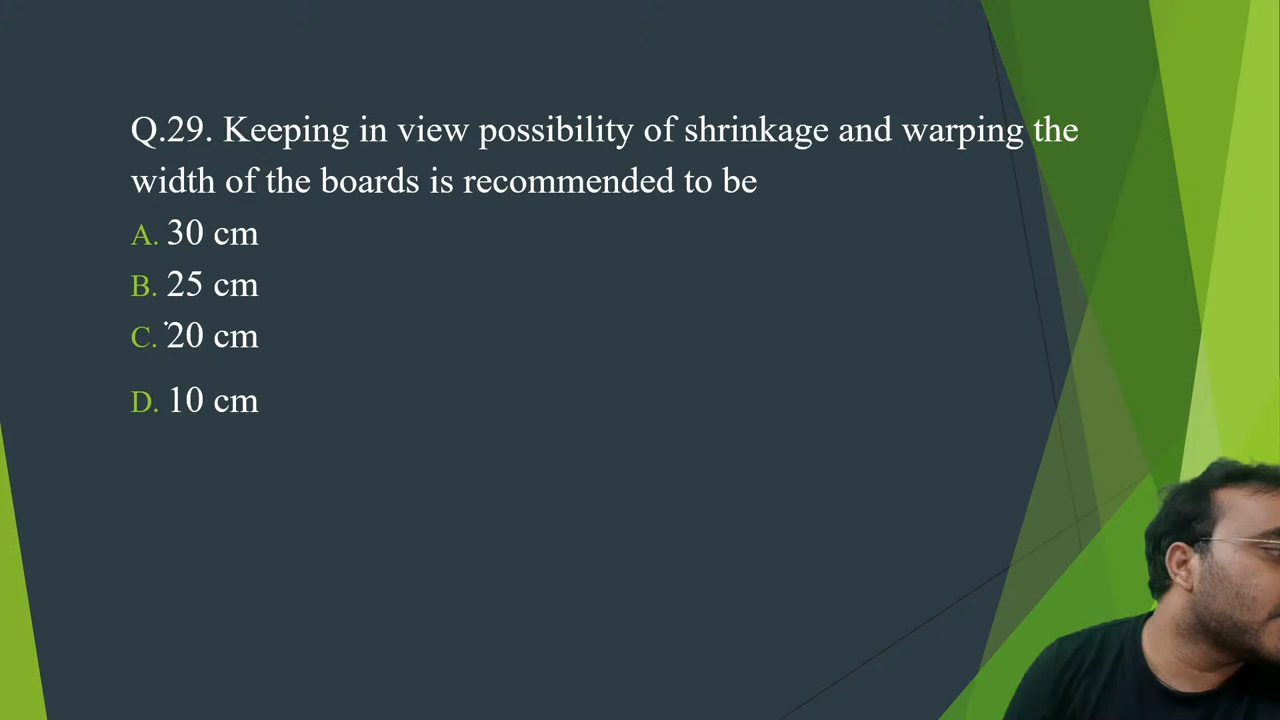 Q.29. Keeping in view possibility of shrinkage and warping the
width of the boards is recommended to be
A. 30 cm
B. 25 cm
C. 20 cm
D. 10 cm